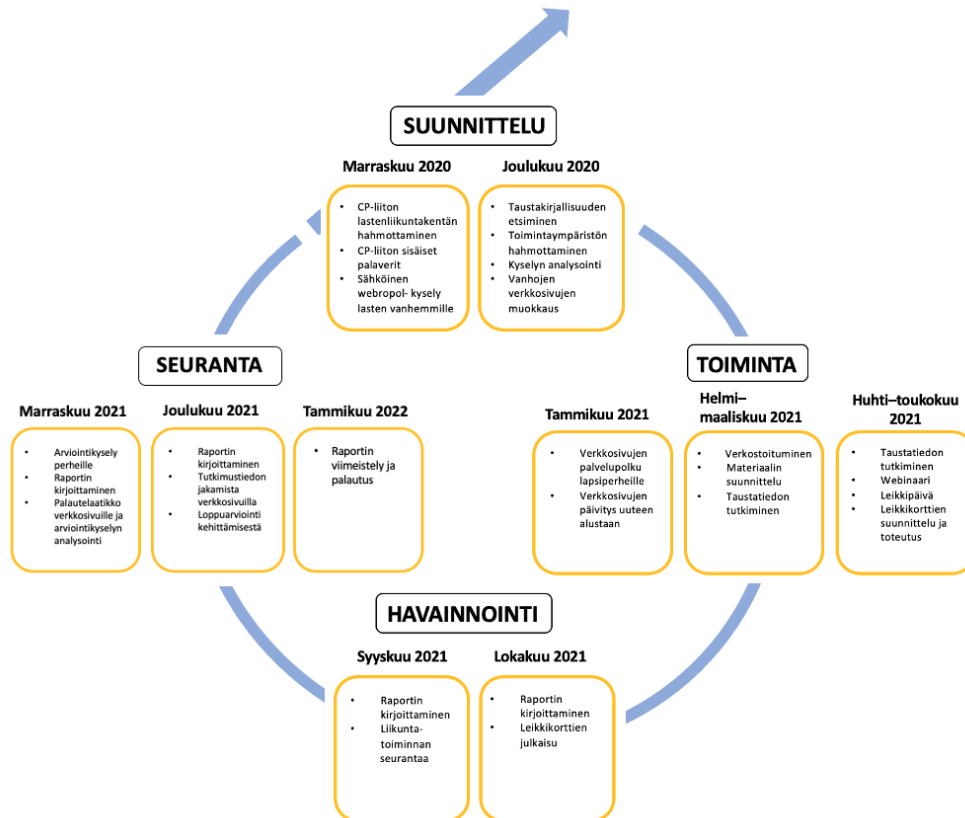 SUUNNITTELU
Marraskuu 2020
• CP-liiton
lastenliikuntakentän
hahmottaminen
• CP-liiton sisäiset
palaverit
• Sähköinen
webropol- kysely
lasten vanhemmille
Joulukuu 2020
• Taustakirjallisuuden
etsiminen
• Toimintaympäristön
hahmottaminen
• Kyselyn analysointi
• Vanhojen
verkkosivujen
muokkaus
TOIMINTA
Tammikuu 2021
• Verkkosivujen
palvelupolku
lapsiperheille
• Verkkosivujen
päivitys uuteen
alustaan
Helmi–
maaliskuu 2021
• Verkostoituminen
• Materiaalin
suunnittelu
• Taustatiedon
tutkiminen
Huhti–toukokuu
2021
• Taustatiedon
tutkiminen
• Webinaari
• Leikkipäivä
• Leikkikorttien
suunnittelu ja
toteutus
HAVAINNOINTI
Syyskuu 2021
• Raportin
kirjoittaminen
• Liikunta-
toiminnan
seurantaa
Lokakuu 2021
• Raportin
kirjoittaminen
• Leikkikorttien
julkaisu
SEURANTA
Marraskuu 2021
• Arviointikysely
perheille
• Raportin
kirjoittaminen
• Palautelaatikko
verkkosivuille ja
arviointikyselyn
analysointi
Joulukuu 2021
• Raportin
kirjoittaminen
• Tutkimustiedon
jakamista
verkkosivuilla
• Loppuarviointi
kehittämisestä
Tammikuu 2022
• Raportin
viimeistely ja
palautus